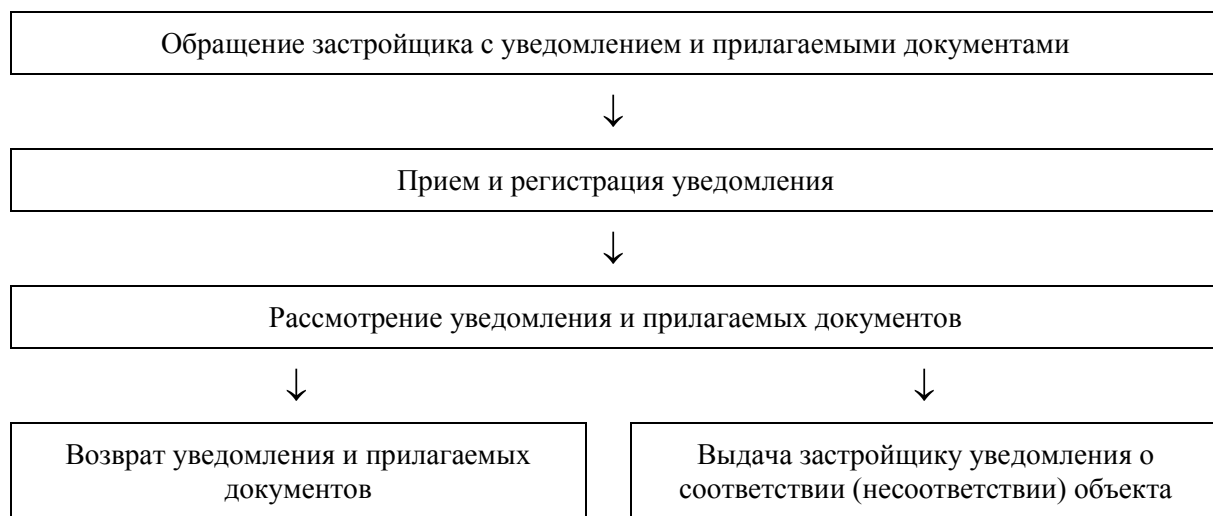 Обращение застройщика с уведомлением и прилагаемыми документами
Прием и регистрация уведомления
Рассмотрение уведомления и прилагаемых документов
Возврат уведомления и прилагаемых
документов
Выдача застройщику уведомления о
соответствии (несоответствии) объекта